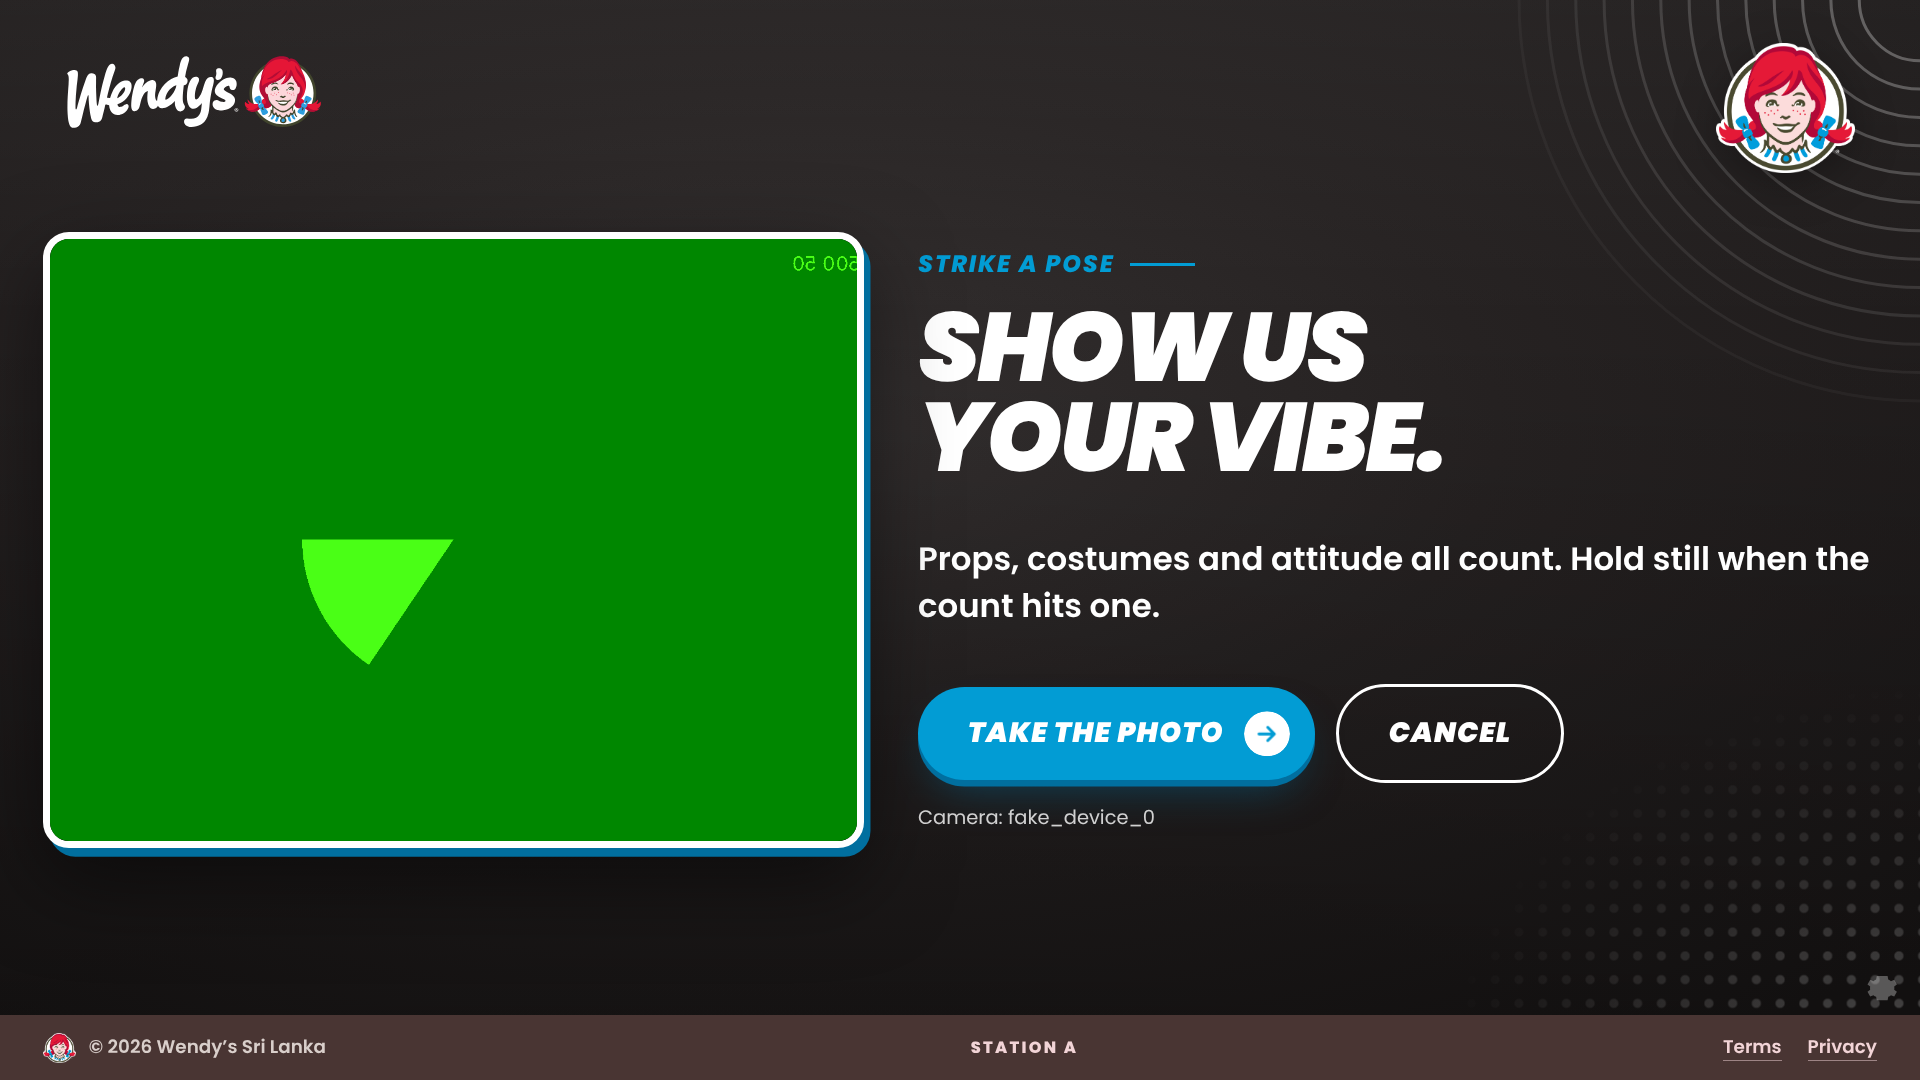 Wendy's
STRIKE A POSE
SHOW US
YOUR VIBE.
Props, costumes and attitude all count. Hold still when the
count hits one.
TAKE THE PHOTO
CANCEL
Camera: fake_device_0
© 2026 Wendy’s Sri Lanka
STATION A
Terms
Privacy